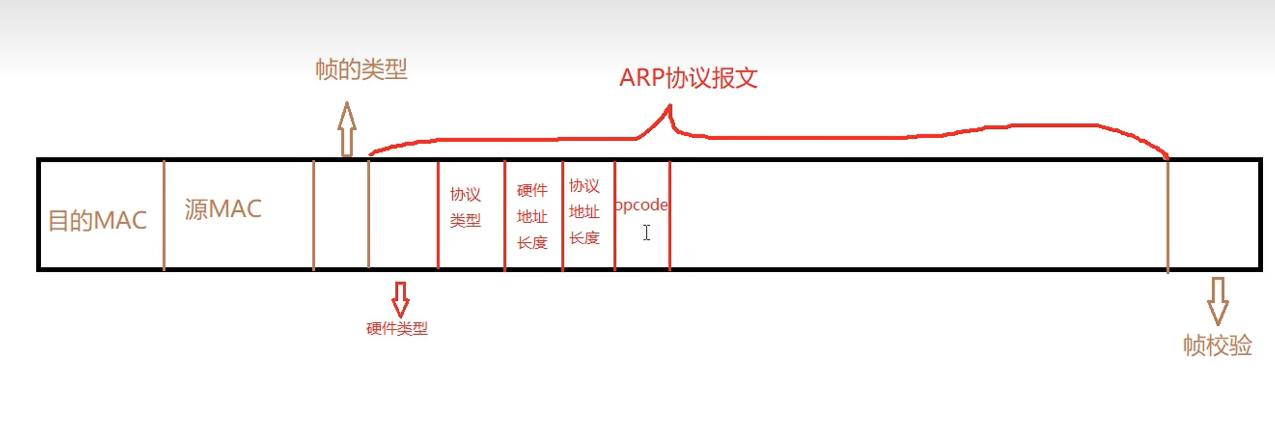 帧的类型
ARP协议报文
目的MAC
源MAC
协议
类型
硬件
地址
长度
协议
地址
长度
opcode
硬件类型
帧校验